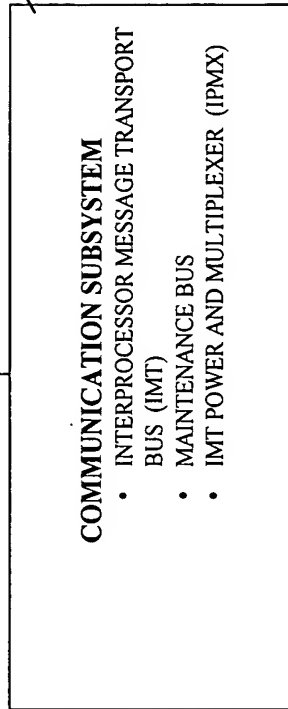 COMMUNICATION SUBSYSTEM
• INTERPROCESSOR MESSAGE TRANSPORT
BUS (IMT)
• MAINTENANCE BUS
• IMT POWER AND MULTIPLEXER (IPMX)